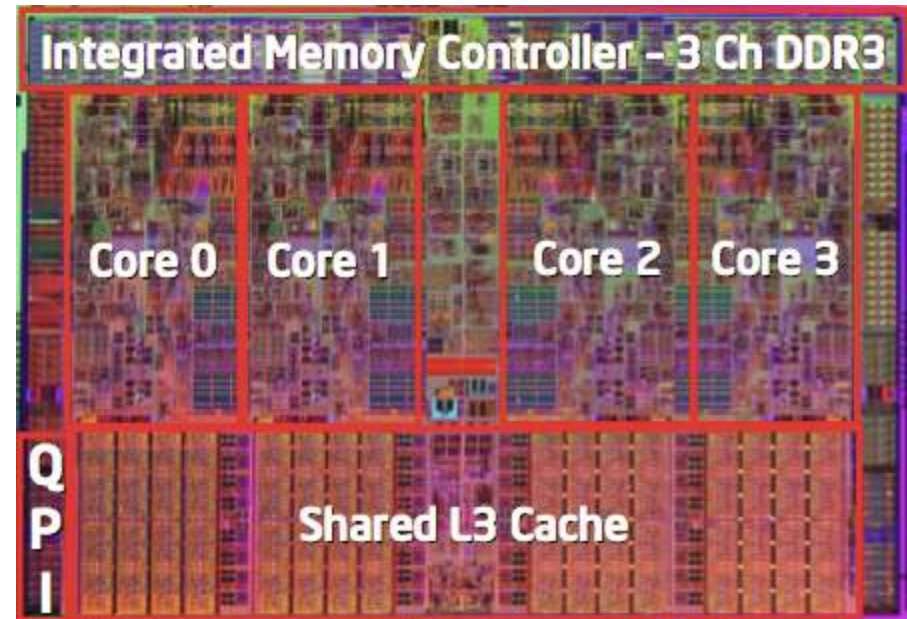 Integrated Memory Controller - 3 Ch DDR3
Core 0
Core 1
Core 2
Core 3
Q
P
I
Shared L3 Cache